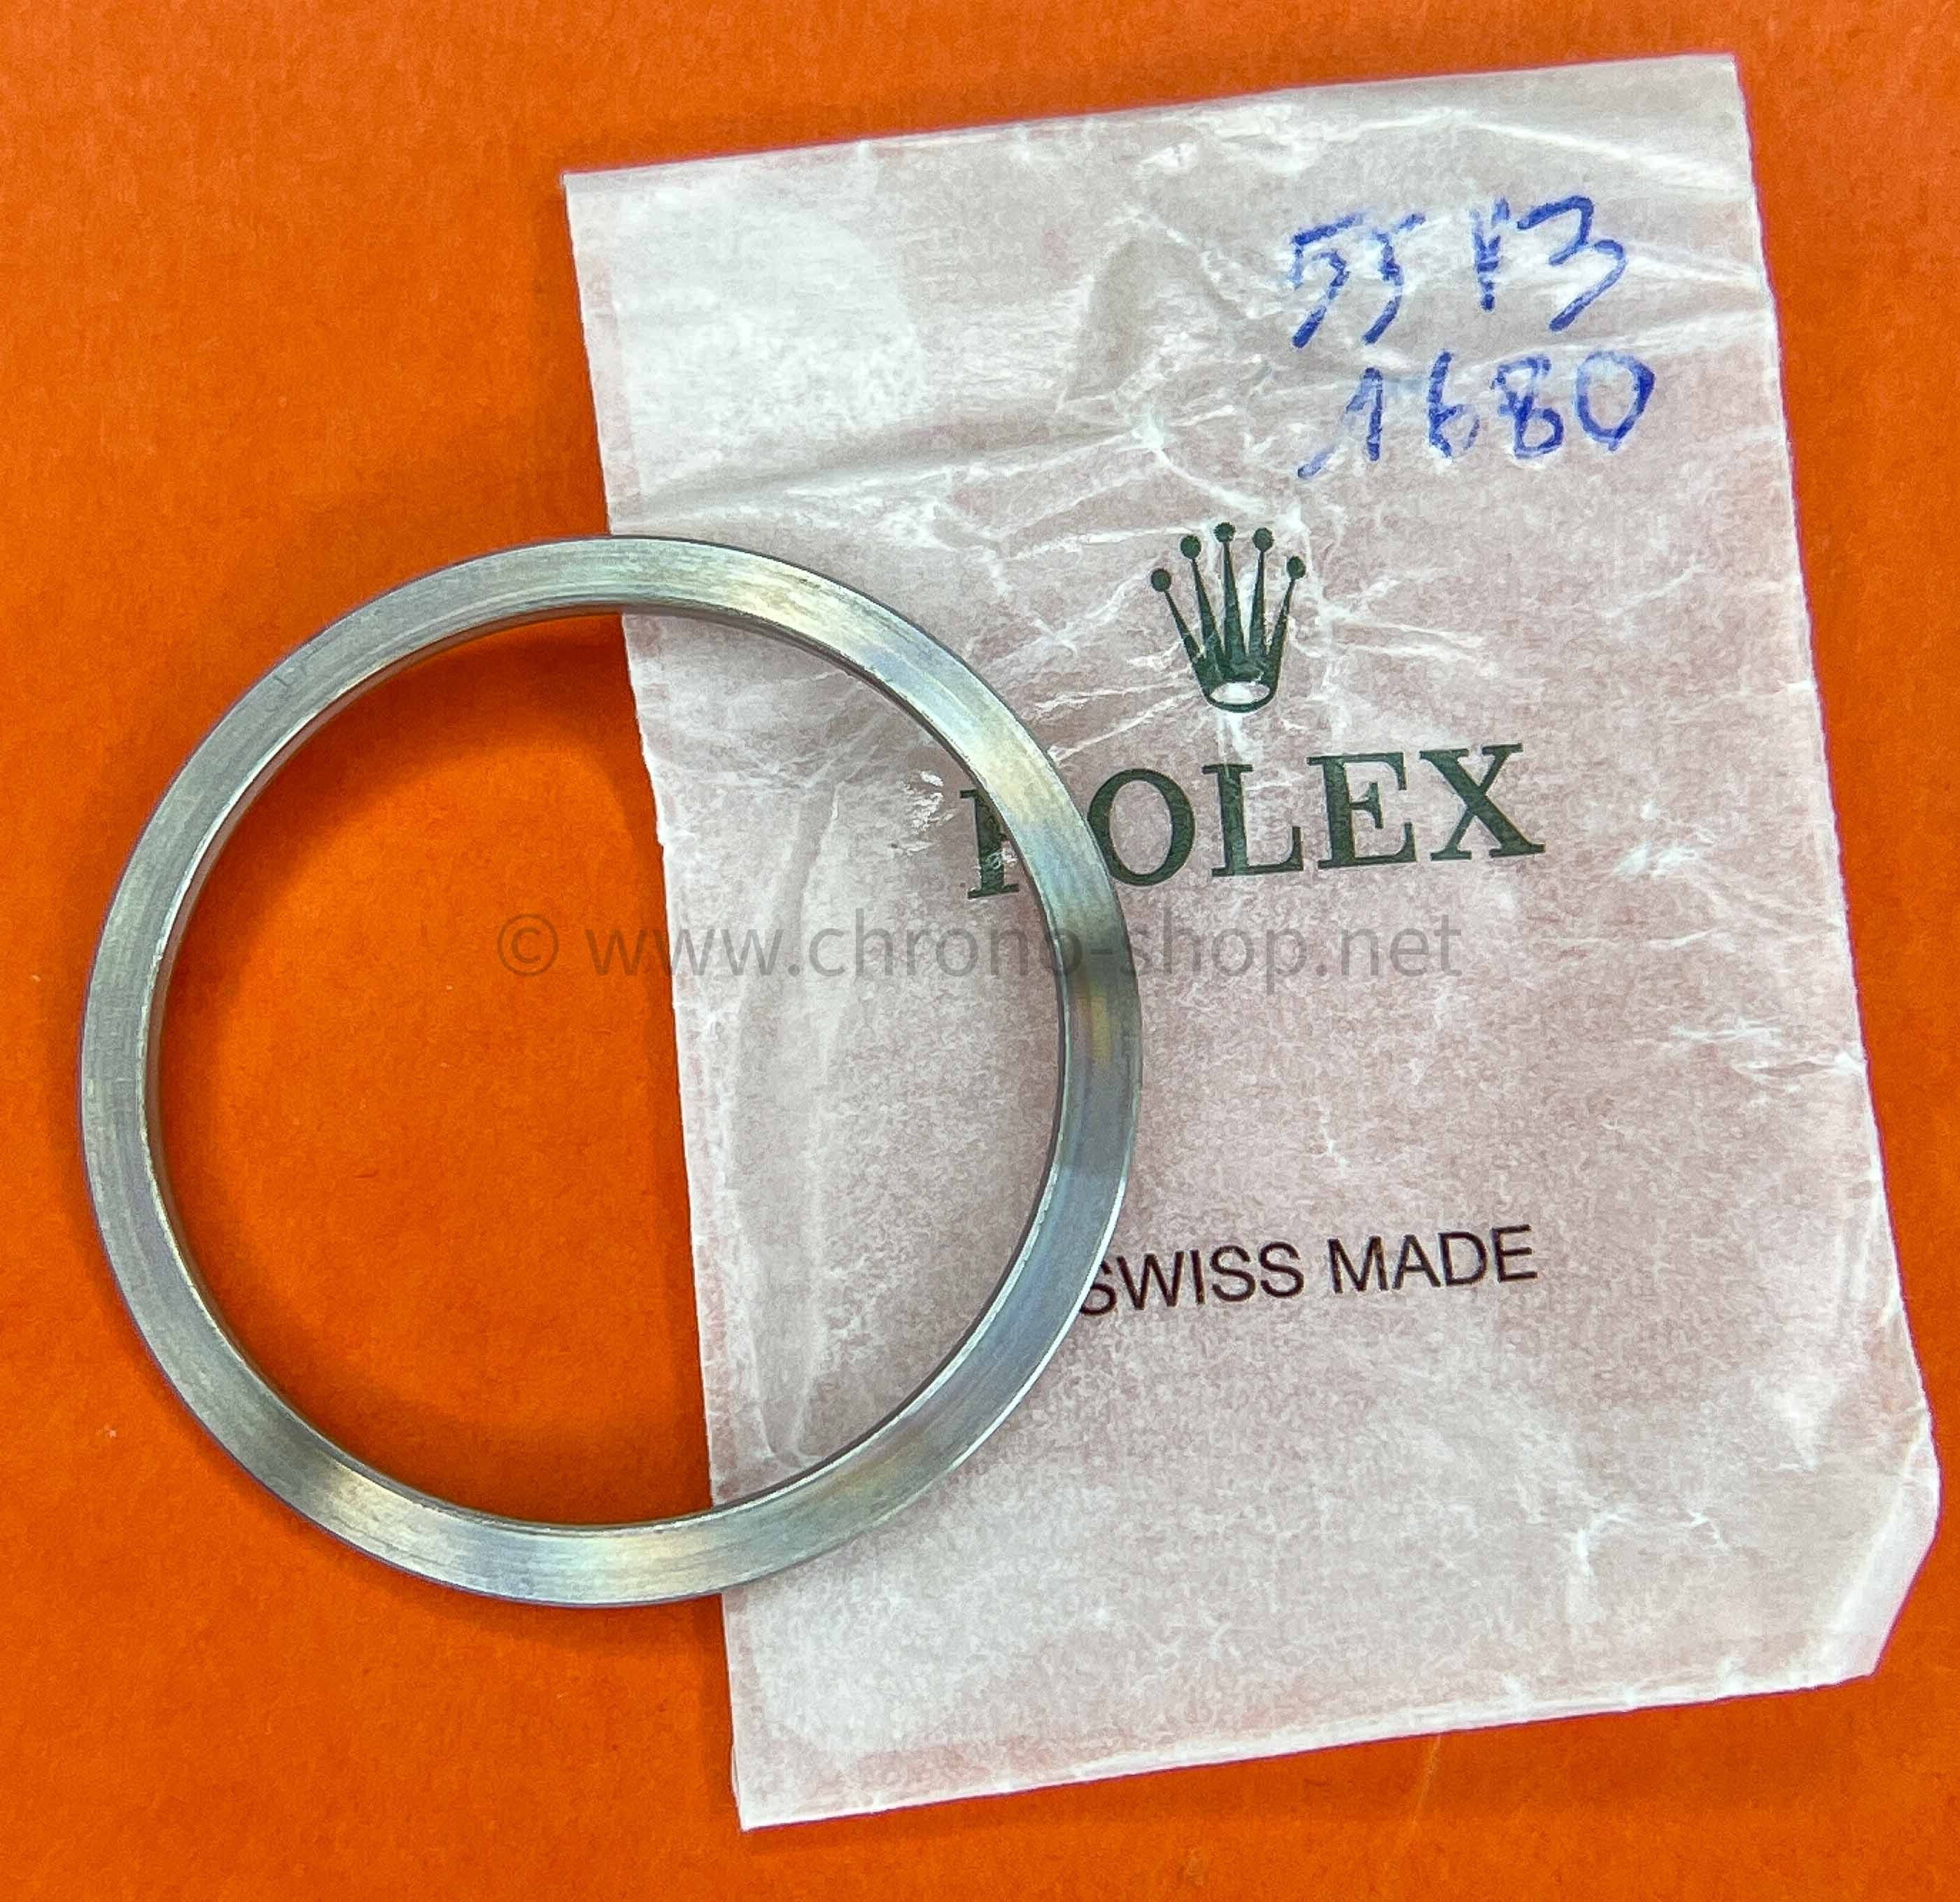 5513
1680
ROLEX
© www.chrono-shop.net
SWISS MADE